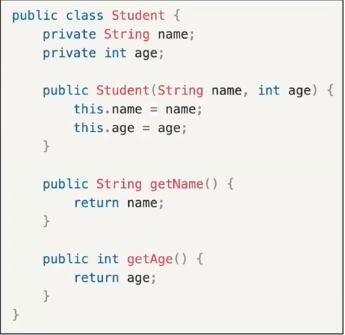 public class Student {
    private String name;
    private int age;

    public Student(String name, int age) {
        this.name = name;
        this.age = age;
    }

    public String getName() {
        return name;
    }

    public int getAge() {
        return age;
    }
}